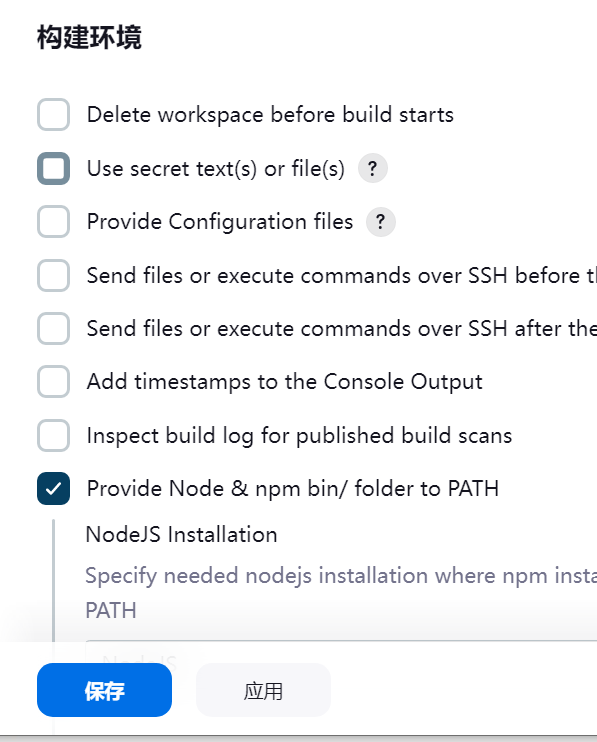 构建环境
Delete workspace before build starts
Use secret text(s) or file(s) ?
Provide Configuration files ?
Send files or execute commands over SSH before
Send files or execute commands over SSH after the
Add timestamps to the Console Output
Inspect build log for published build scans
Provide Node & npm bin/ folder to PATH
NodeJS Installation
Specify needed nodejs installation where npm
PATH
NodeJS
保存 应用